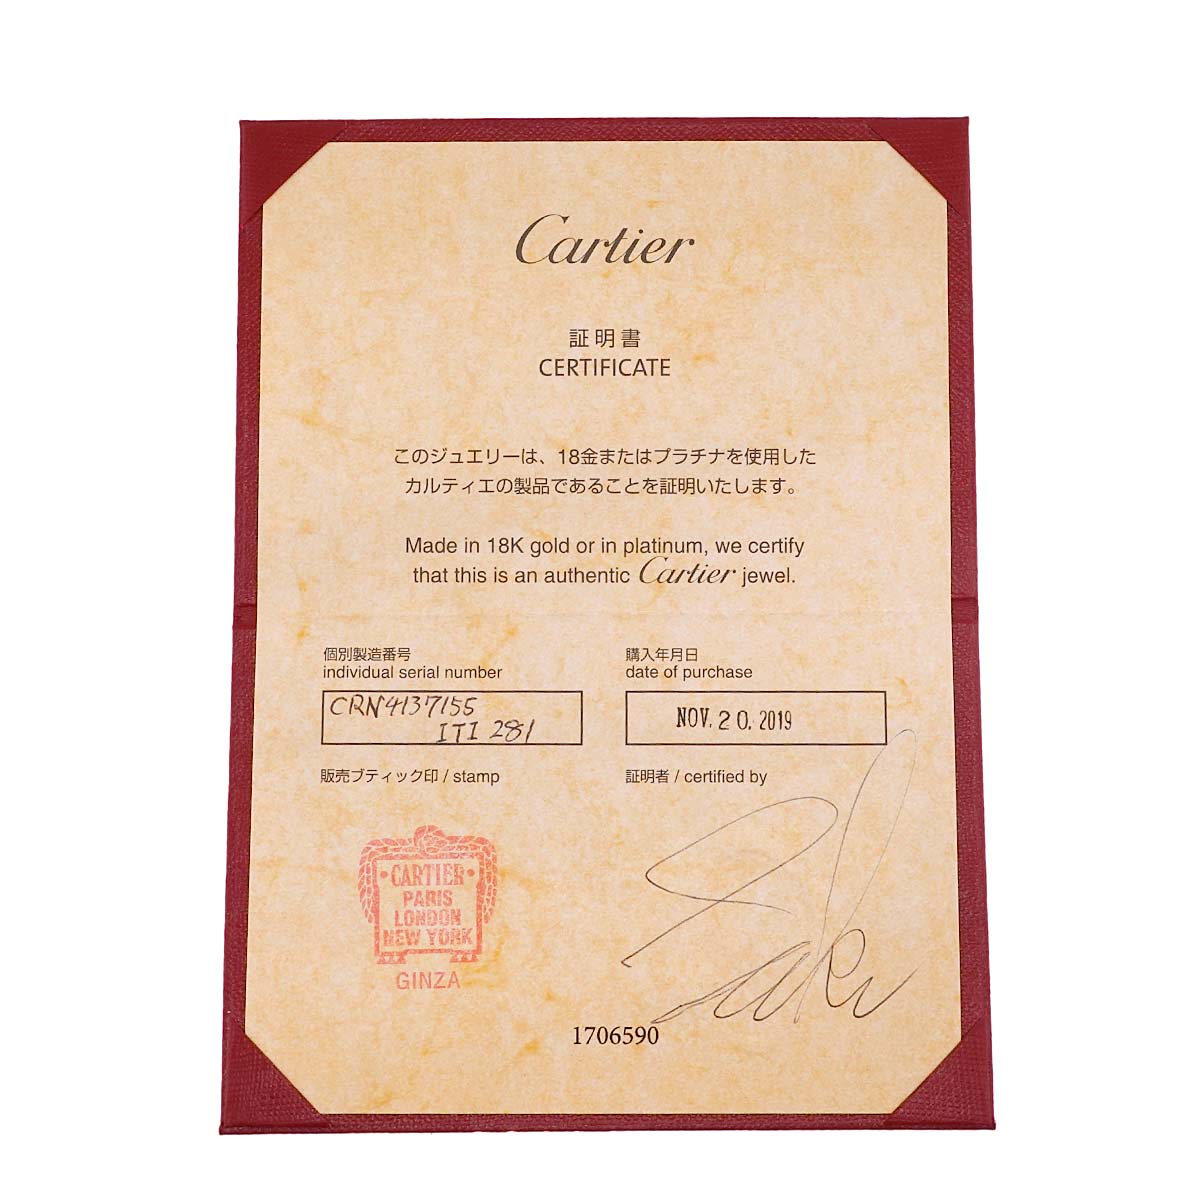 Cartier
証明書
CERTIFICATE
このジュエリーは、18金またはプラチナを使用した
カルティエの製品であることを証明いたします。
Made in 18K gold or in platinum, we certify
that this is an authentic Cartier jewel.
個別製造番号
individual serial number
CRN4137155
ITI 281
購入年月日
date of purchase
NOV. 20. 2019
販売ブティック印 / stamp
証明者 / certified by
·CARTIER·
PARIS
LONDON
NEW YORK
GINZA
1706590